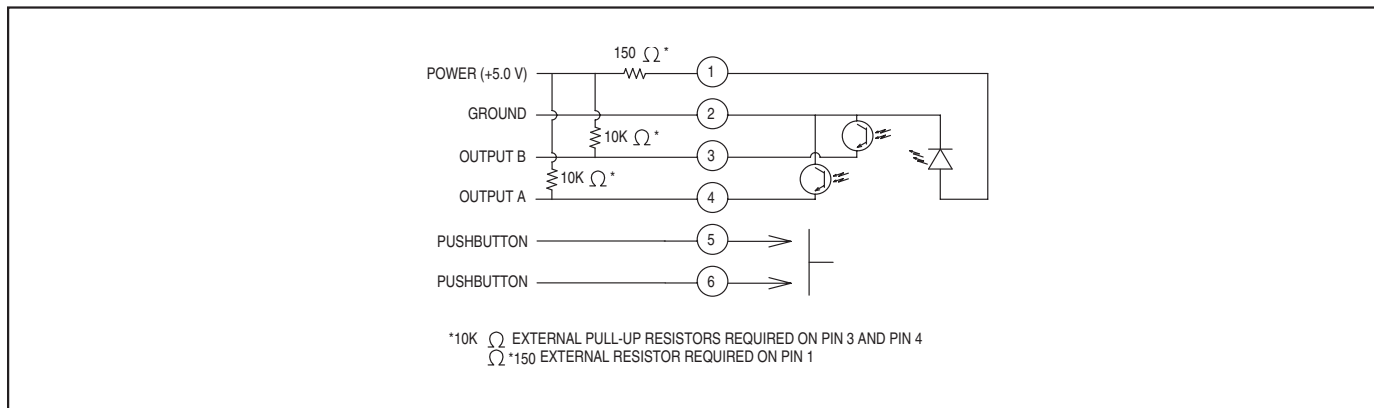 150 Ω *
POWER (+5.0 V)
1
GROUND
2
10K Ω *
OUTPUT B
3
10K Ω *
OUTPUT A
4
PUSHBUTTON
5
PUSHBUTTON
6
*10K Ω EXTERNAL PULL-UP RESISTORS REQUIRED ON PIN 3 AND PIN 4
Ω *150 EXTERNAL RESISTOR REQUIRED ON PIN 1